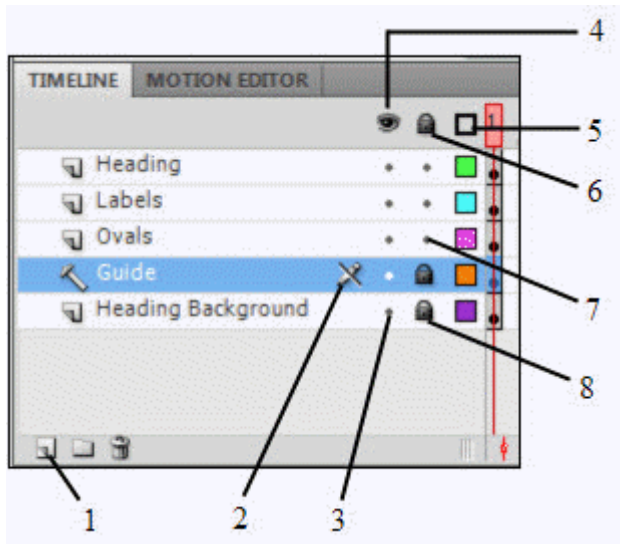 4
TIMELINE MOTION EDITOR
1
5
6
Heading
Labels
Ovals
Guide
7
Heading Background
8
1 2 3